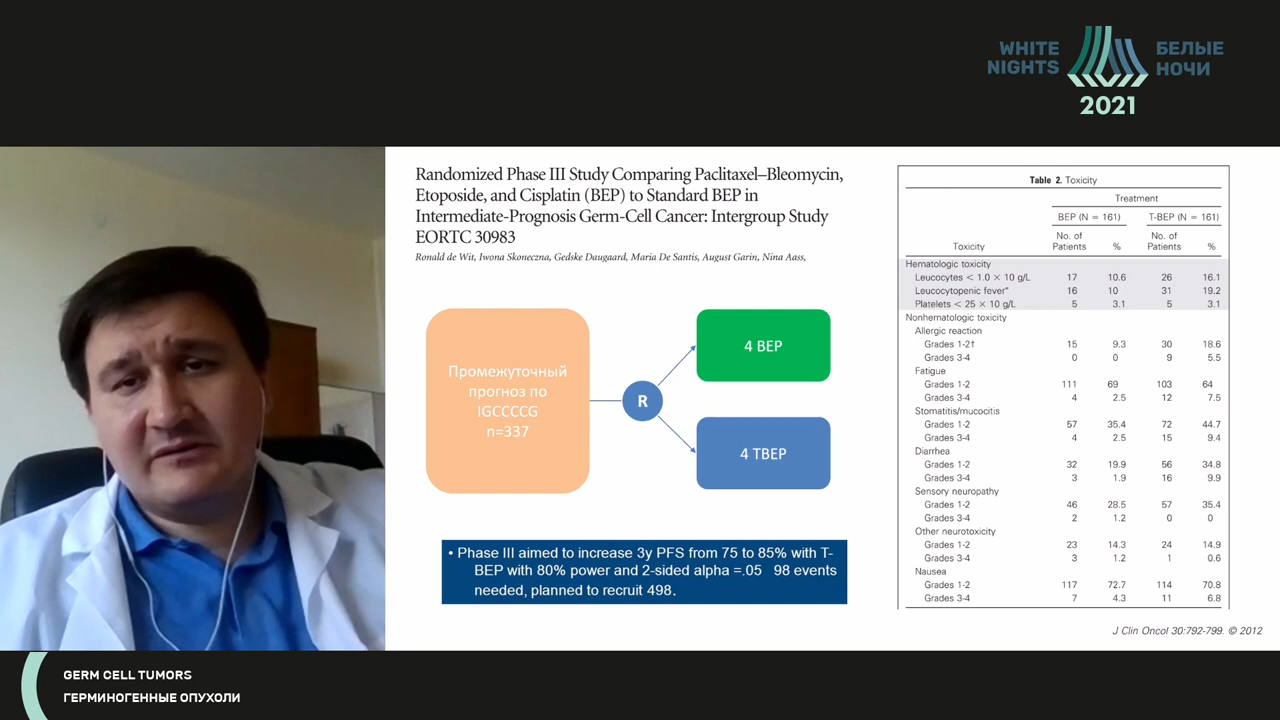 WHITE
NIGHTS
БЕЛЫЕ
НОЧИ
2021
Randomized Phase III Study Comparing Paclitaxel–Bleomycin,
Etoposide, and Cisplatin (BEP) to Standard BEP in
Intermediate-Prognosis Germ-Cell Cancer: Intergroup Study
EORTC 30983
Ronald de Wit, Iwona Skoneczna, Gedske Daugaard, Maria De Santis, August Garin, Nina Aass,
Промежуточный
прогноз по
IGCCCCG
n=337
R
4 BEP
4 TBEP
• Phase III aimed to increase 3y PFS from 75 to 85% with T-
BEP with 80% power and 2-sided alpha =.05 98 events
needed, planned to recruit 498.
Table 2. Toxicity
Treatment
BEP (N = 161) T-BEP (N = 161)
No. of No. of
Toxicity Patients % Patients %
Hematologic toxicity
Leucocytes < 1.0 × 10 g/L 17 10.6 26 16.1
Leucocytopenic fever* 16 10 31 19.2
Platelets < 25 × 10 g/L 5 3.1 5 3.1
Nonhematologic toxicity
Allergic reaction
Grades 1-2† 15 9.3 30 18.6
Grades 3-4 0 0 9 5.5
Fatigue
Grades 1-2 111 69 103 64
Grades 3-4 4 2.5 12 7.5
Stomatitis/mucocitis
Grades 1-2 57 35.4 72 44.7
Grades 3-4 4 2.5 15 9.4
Diarrhea
Grades 1-2 32 19.9 56 34.8
Grades 3-4 3 1.9 16 9.9
Sensory neuropathy
Grades 1-2 46 28.5 57 35.4
Grades 3-4 2 1.2 0 0
Other neurotoxicity
Grades 1-2 23 14.3 24 14.9
Grades 3-4 3 1.2 1 0.6
Nausea
Grades 1-2 117 72.7 114 70.8
Grades 3-4 7 4.3 11 6.8
J Clin Oncol 30:792-799. © 2012
GERM CELL TUMORS
ГЕРМИНОГЕННЫЕ ОПУХОЛИ